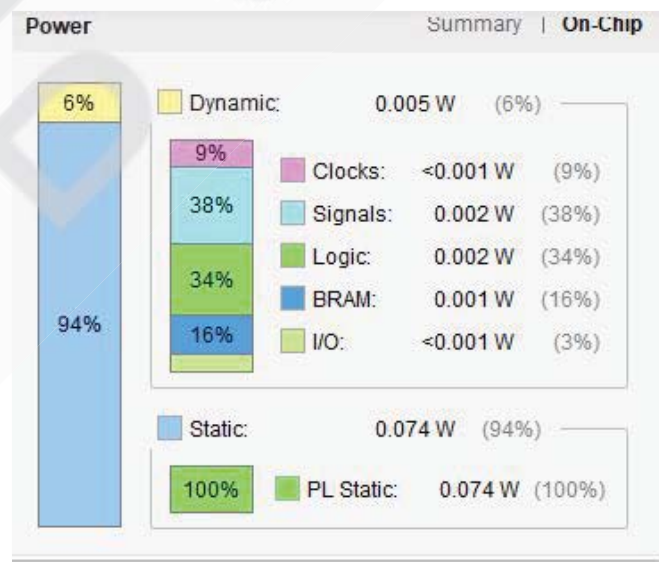 Power Summary | On-Chip
6% Dynamic: 0.005 W (6%)
9% Clocks: <0.001 W (9%)
38% Signals: 0.002 W (38%)
34% Logic: 0.002 W (34%)
16% BRAM: 0.001 W (16%)
I/O: <0.001 W (3%)
94% Static: 0.074 W (94%)
100% PL Static: 0.074 W (100%)